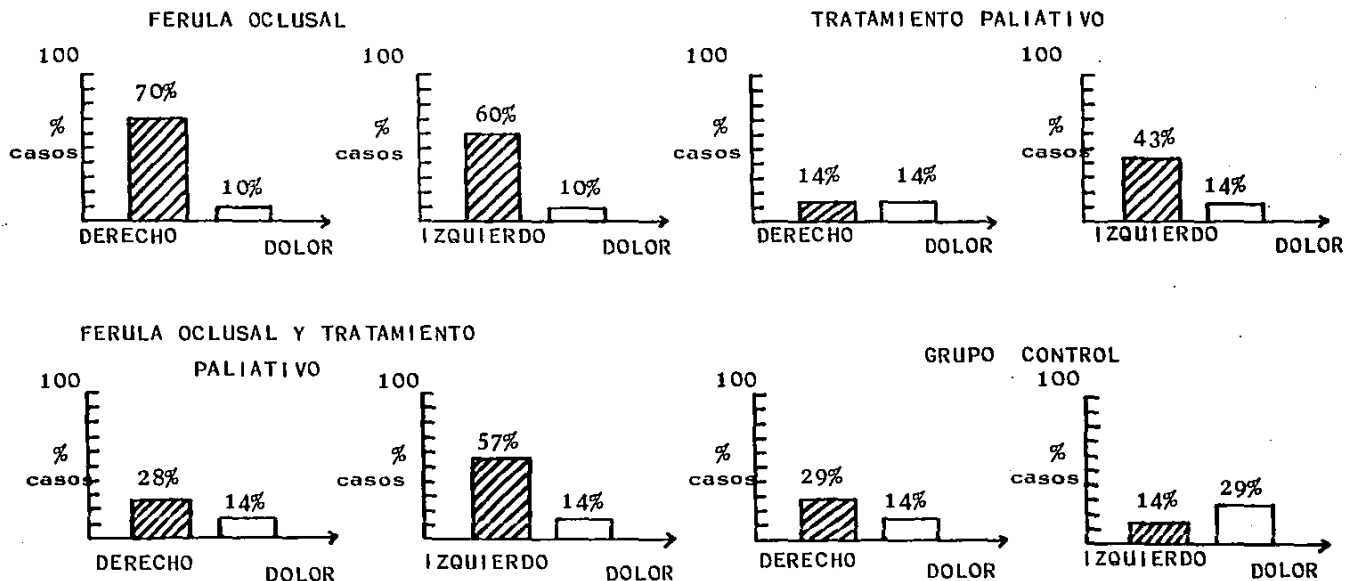 FERULA OCLUSAL
TRATAMIENTO PALIATIVO
100
70%
10%
%
casos
DERECHO
DOLOR
100
60%
10%
%
casos
IZQUIERDO
DOLOR
100
14%
14%
%
casos
DERECHO
DOLOR
100
43%
14%
%
casos
IZQUIERDO
DOLOR
FERULA OCLUSAL Y TRATAMIENTO
PALIATIVO
GRUPO CONTROL
100
28%
14%
%
casos
DERECHO
DOLOR
100
57%
14%
%
casos
IZQUIERDO
DOLOR
100
29%
14%
%
casos
DERECHO
DOLOR
100
14%
29%
%
casos
IZQUIERDO
DOLOR